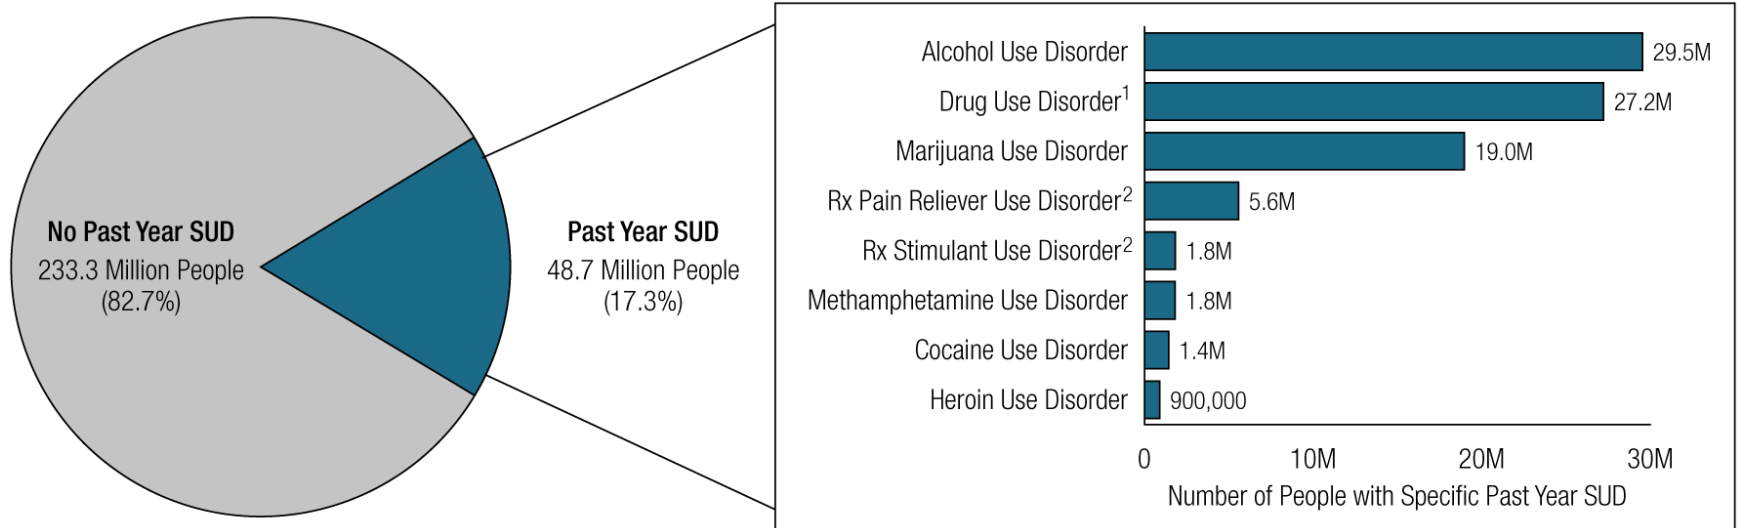 No Past Year SUD
233.3 Million People
(82.7%)
Past Year SUD
48.7 Million People
(17.3%)
Alcohol Use Disorder 29.5M
Drug Use Disorder¹ 27.2M
Marijuana Use Disorder 19.0M
Rx Pain Reliever Use Disorder² 5.6M
Rx Stimulant Use Disorder² 1.8M
Methamphetamine Use Disorder 1.8M
Cocaine Use Disorder 1.4M
Heroin Use Disorder 900,000
0 10M 20M 30M
Number of People with Specific Past Year SUD